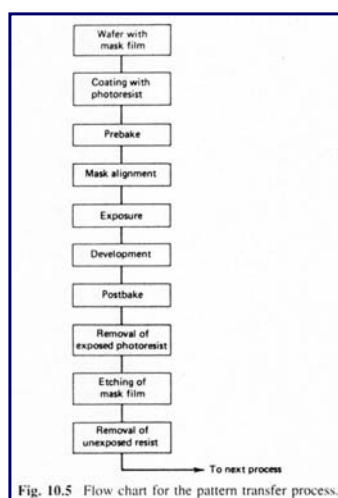 Wafer with
mask film
Coating with
photoresist
Prebake
Mask alignment
Exposure
Development
Postbake
Removal of
exposed photoresist
Etching of
mask film
Removal of
unexposed resist
To next process
Fig. 10.5 Flow chart for the pattern transfer process.